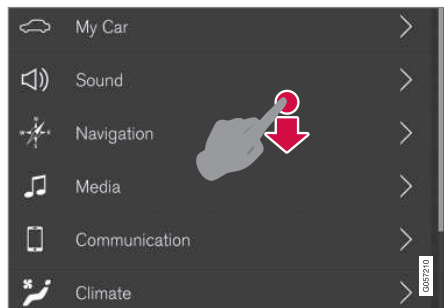 My Car
Sound
Navigation
Media
Communication
Climate
G057210